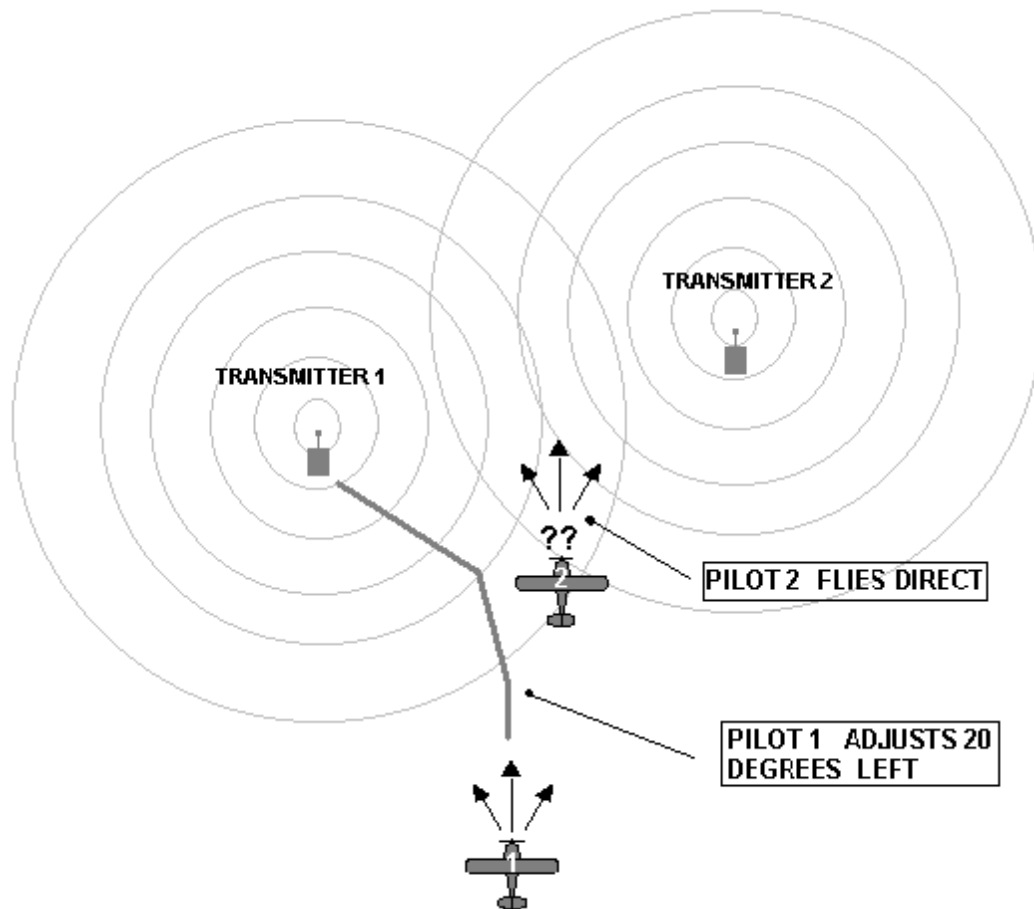 TRANSMITTER 2
TRANSMITTER 1
??
2
PILOT 2 FLIES DIRECT
PILOT 1 ADJUSTS 20
DEGREES LEFT
1